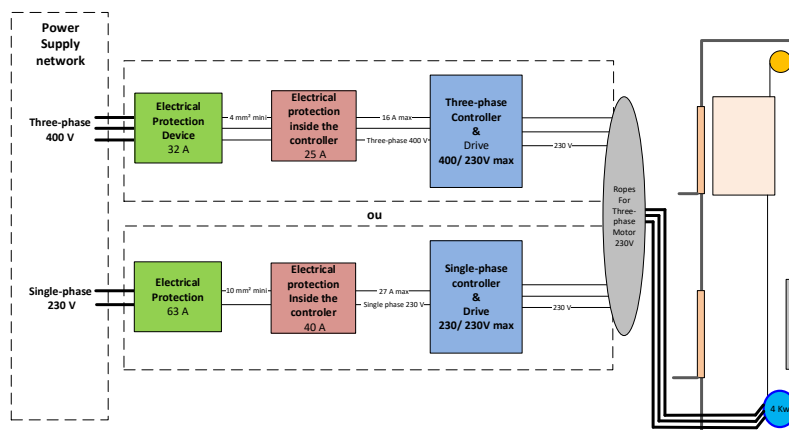 Power
Supply
network
Three-phase
400 V
Electrical
Protection
Device
32 A
4 mm² mini
Electrical
protection
inside the
controller
25 A
16 A max
Three-phase 400 V
Three-phase
Controller
&
Drive
400/ 230V max
230 V
ou
Ropes
For
Three-
phase
Motor
230V
Single-phase
230 V
Electrical
Protection
63 A
10 mm² mini
Electrical
protection
Inside the
controler
40 A
27 A max
Single phase 230 V
Single-phase
controller
&
Drive
230/ 230V max
230 V
4 Kw